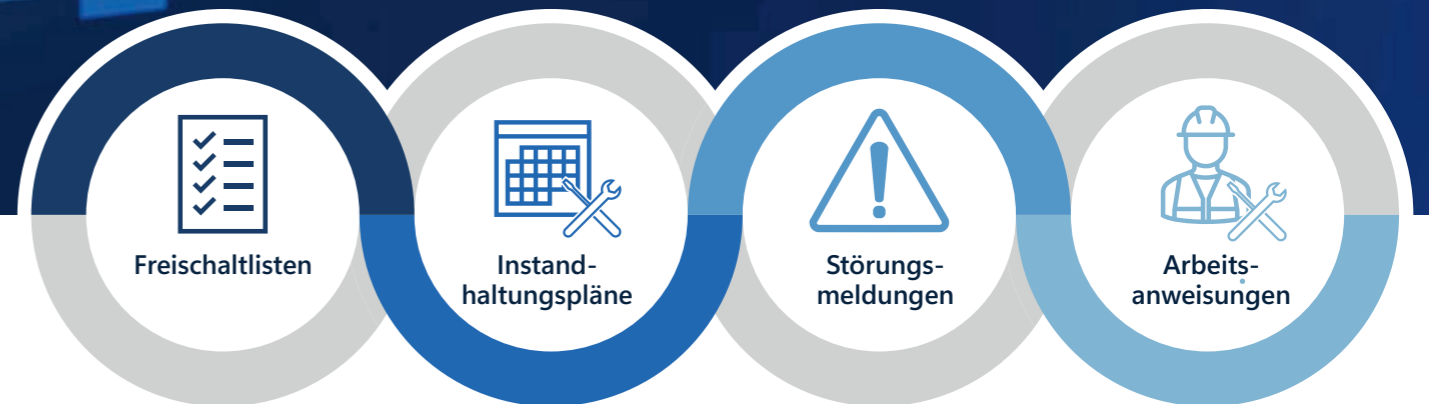 Freischaltlisten
Instand-
haltungspläne
Störungs-
meldungen
Arbeits-
anweisungen